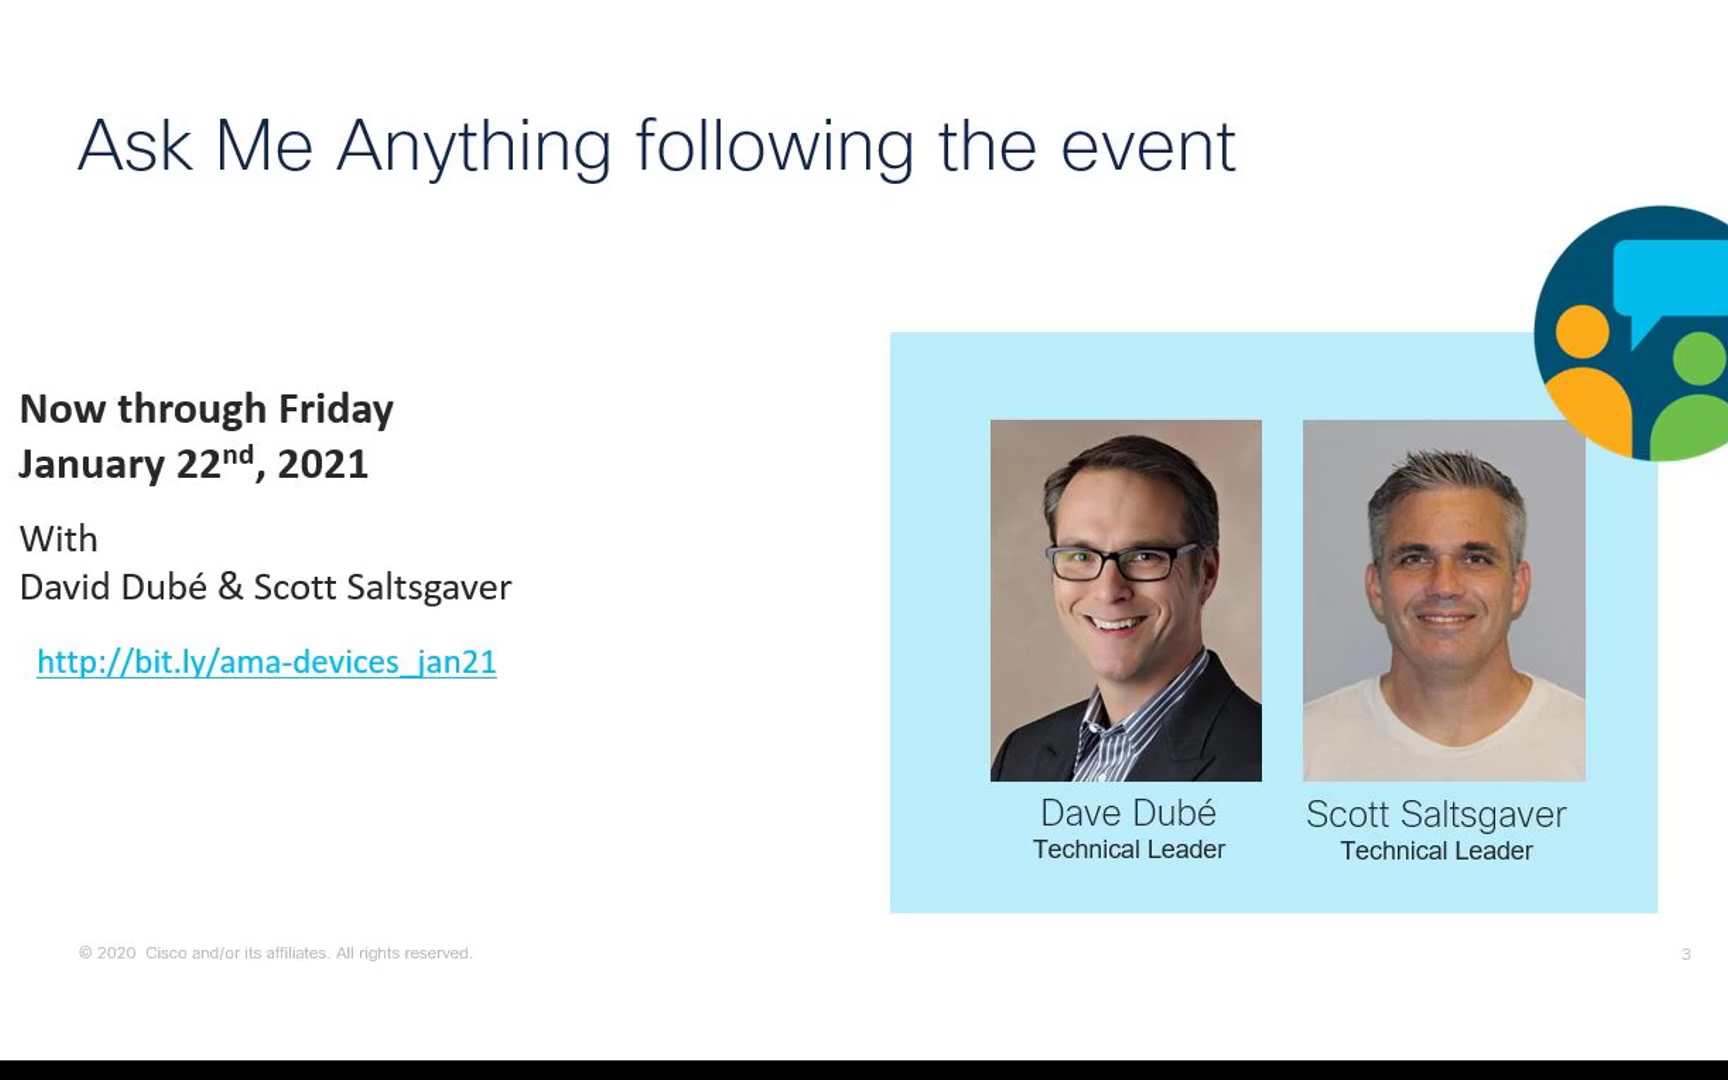 Ask Me Anything following the event
Now through Friday
January 22nd, 2021
With
David Dubé & Scott Saltsgaver
http://bit.ly/ama-devices_jan21
Dave Dubé
Technical Leader
Scott Saltsgaver
Technical Leader
© 2020 Cisco and/or its affiliates. All rights reserved.
3